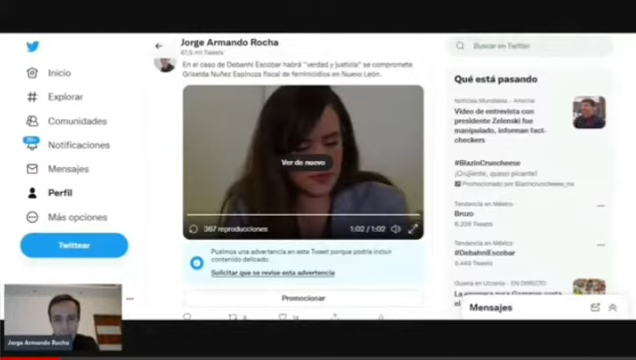 Jorge Armando Rocha
67,5 mil Tweets
Inicio
Explorar
Comunidades
20+
Notificaciones
Mensajes
Perfil
Más opciones
Twittear
En el caso de Debanhi Escobar habrá "verdad y justicia" se compromete
Griselda Nuñez Espinoza fiscal de feminicidios en Nuevo León.
Ver de nuevo
367 reproducciones
1:02 / 1:02
Pusimos una advertencia en este Tweet porque podría incluir
contenido delicado.
Solicitar que se revise esta advertencia
Promocionar
Buscar en Twitter
Qué está pasando
Noticias Mundiales · Anoche
Video de entrevista con
presidente Zelenski fue
manipulado, informan fact-
checkers
#BlazinCruncheese
¡Crujiente, queso picante!
Promocionado por Blazincruncheese_mx
Tendencia en México
Brozo
6.206 Tweets
Tendencia en México
#DebanhiEscobar
Guerra en Ucrania · EN DIRECTO
Mensajes
Jorge Armando Rocha